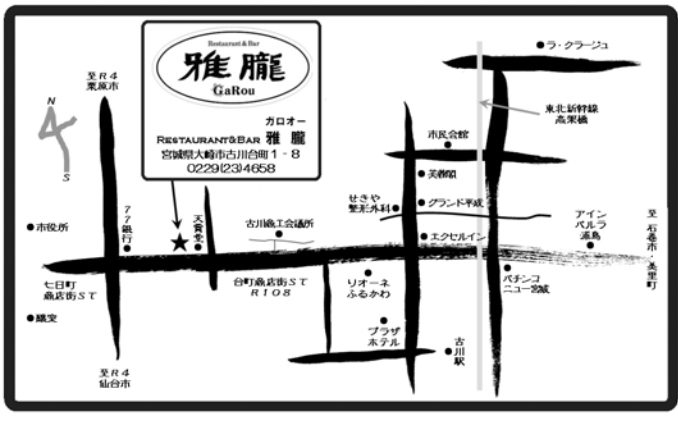 Restaurant & Bar
雅朧
GaRou
ガロオー
RESTAURANT&BAR 雅 朧
宮城県大崎市古川台町1-8
0229(23)4658
至R4
栗原市
N
S
ラ・クラージュ
東北新幹線
高架橋
市民会館
芙蓉閣
せきや
整形外科
グランド平成
エクセルイン
アイン
パルラ
浦島
至 石巻市・美里町
市役所
77銀行
天賞堂
古川商工会議所
七日町
商店街ST
台町商店街ST
R108
リオーネ
ふるかわ
パチンコ
ニュー宮城
醸室
プラザ
ホテル
古川駅
至R4
仙台市